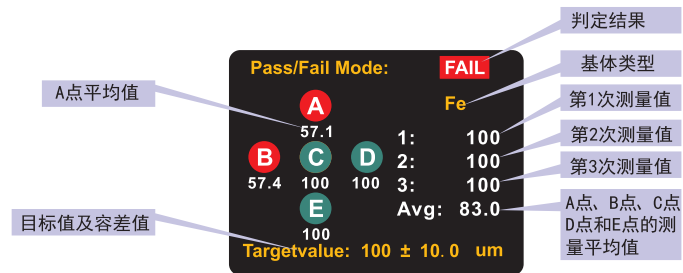 判定结果
Pass/Fail Mode: FAIL
基体类型
A点平均值
A
Fe
第1次测量值
57.1
1: 100
第2次测量值
B C D
2: 100
第3次测量值
57.4 100 100
3: 100
E
Avg: 83.0
A点、B点、C点
D点和E点的测
量平均值
目标值及容差值
100
Targetvalue: 100 ± 10.0 um